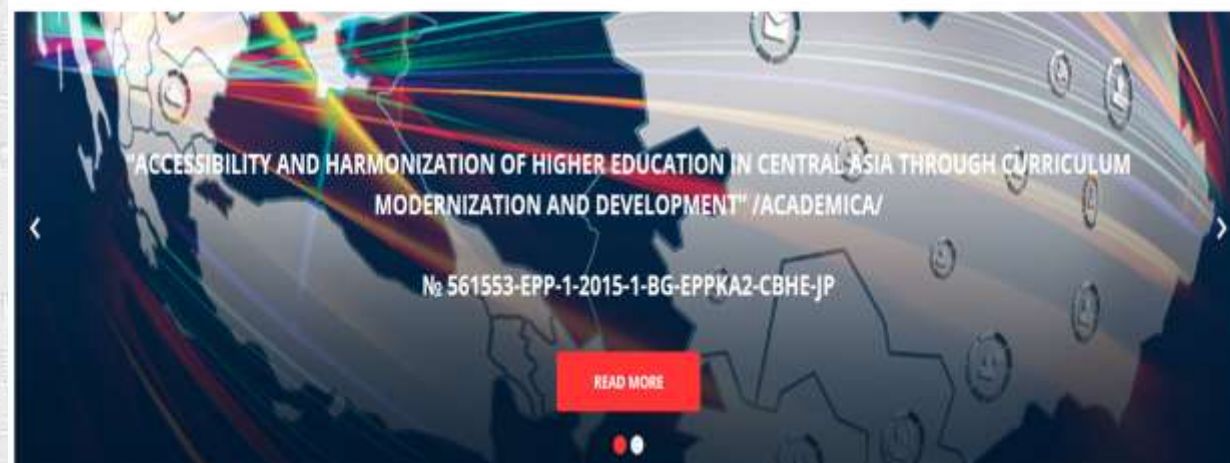 "ACCESSIBILITY AND HARMONIZATION OF HIGHER EDUCATION IN CENTRAL ASIA THROUGH CURRICULUM
MODERNIZATION AND DEVELOPMENT" /ACADEMICA/
№ 561553-EPP-1-2015-1-BG-EPPKA2-CBHE-JP
READ MORE